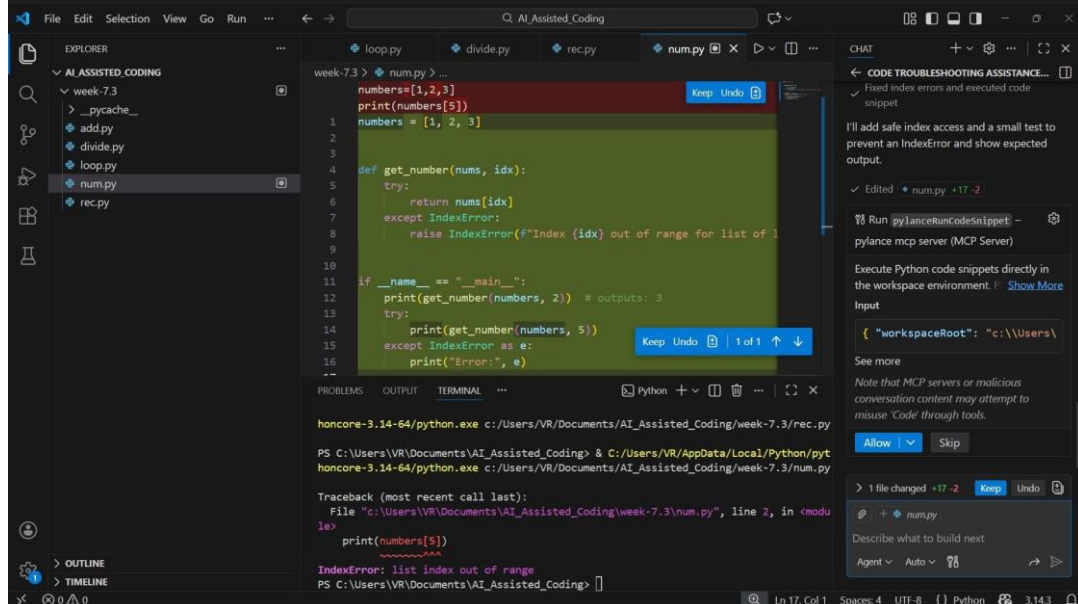 File Edit Selection View Go Run ...
AI_Assisted_Coding
EXPLORER
AI_ASSISTED_CODING
week-7.3
__pycache__
add.py
divide.py
loop.py
num.py
rec.py
OUTLINE
TIMELINE
loop.py divide.py rec.py num.py
week-7.3 > num.py > ...
numbers=[1,2,3]
print(numbers[5])
Keep Undo
1 numbers = [1, 2, 3]
2
3
4 def get_number(nums, idx):
5 try:
6 return nums[idx]
7 except IndexError:
8 raise IndexError(f"Index {idx} out of range for list of l
9
10
11 if __name__ == "__main__":
12 print(get_number(numbers, 2)) # outputs: 3
13 try:
14 print(get_number(numbers, 5))
15 except IndexError as e:
16 print("Error:", e)
Keep Undo 1 of 1
PROBLEMS OUTPUT TERMINAL ... Python
honcore-3.14-64/python.exe c:/Users/VR/Documents/AI_Assisted_Coding/week-7.3/rec.py
PS C:\Users\VR\Documents\AI_Assisted_Coding> & C:/Users/VR/AppData/Local/Python/pyt
honcore-3.14-64/python.exe c:/Users/VR/Documents/AI_Assisted_Coding/week-7.3/num.py
Traceback (most recent call last):
File "c:\Users\VR\Documents\AI_Assisted_Coding\week-7.3\num.py", line 2, in <modu
le>
print(numbers[5])
~~~~~~~^^^
IndexError: list index out of range
PS C:\Users\VR\Documents\AI_Assisted_Coding>
CHAT
CODE TROUBLESHOOTING ASSISTANCE...
Fixed index errors and executed code
snippet
I'll add safe index access and a small test to
prevent an IndexError and show expected
output.
Edited num.py +17 -2
Run pylanceRunCodeSnippet –
pylance mcp server (MCP Server)
Execute Python code snippets directly in
the workspace environment. Show More
Input
{ "workspaceRoot": "c:\\Users\
See more
Note that MCP servers or malicious
conversation content may attempt to
misuse 'Code' through tools.
Allow Skip
1 file changed +17 -2 Keep Undo
num.py
Describe what to build next
Agent Auto
1
0 0 Ln 17, Col 1 Spaces: 4 UTF-8 {} Python 3.14.3